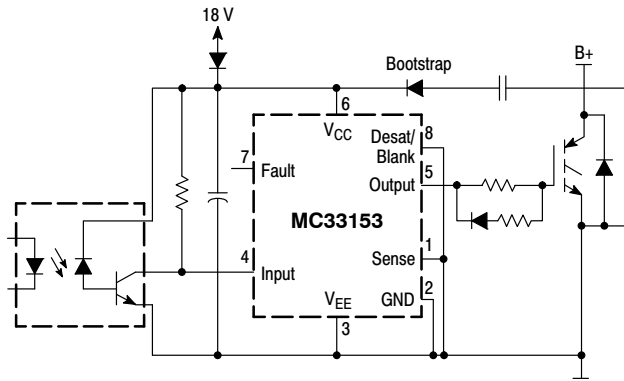 18 V
Bootstrap
B+
6
VCC
Desat/
Blank
8
7
Fault
5
Output
MC33153
4
Input
Sense
1
VEE
GND
2
3